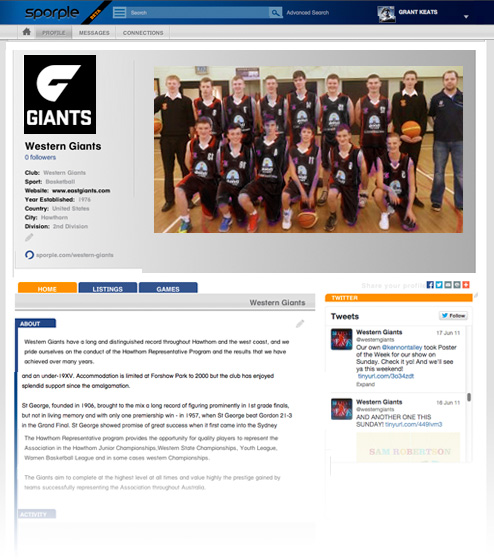 sporple BETA Search Advanced Search GRANT KEATS
PROFILE MESSAGES CONNECTIONS
GIANTS
Western Giants
0 followers
Club: Western Giants
Sport: Basketball
Website: www.eastgiants.com
Year Established: 1976
Country: United States
City: Hawthorn
Division: 2nd Division
sporple.com/western-giants
HOME LISTINGS GAMES
Western Giants
ABOUT
Western Giants have a long and distinguished record throughout Hawthorn and the west coast, and we
pride ourselves on the conduct of the Hawthorn Representative Program and the results that we have
achieved over many years.
and an under-19XV. Accommodation is limited at Forshaw Park to 2000 but the club has enjoyed
splendid support since the amalgamation.
St George, founded in 1906, brought to the mix a long record of figuring prominently in 1st grade finals,
but not in living memory and with only one premiership win - in 1957, when St George beat Gordon 21-3
in the Grand Final. St George showed promise of great success when it first came into the Sydney
The Hawthorn Representative program provides the opportunity for quality players to represent the
Association in the Hawthorn Junior Championships,Western State Championships, Youth League,
Women Basketball League and in some cases western Championships.
The Giants aim to compete at the highest level at all times and value highly the prestige gained by
teams successfully representing the Association throughout Australia.
ACTIVITY
Share your profile
TWITTER
Tweets Follow
Western Giants 17 Jun 11
@westerngiants
Our own @kennontalley took Poster
of the Week for our show on
Sunday. Check it yo! And we'll see
ya this weekend!
tinyurl.com/3o34zdt
Expand
Western Giants 16 Jun 11
@westerngiants
AND ANOTHER ONE THIS
SUNDAY! tinyurl.com/449lvm3
SAM ROBERTSON